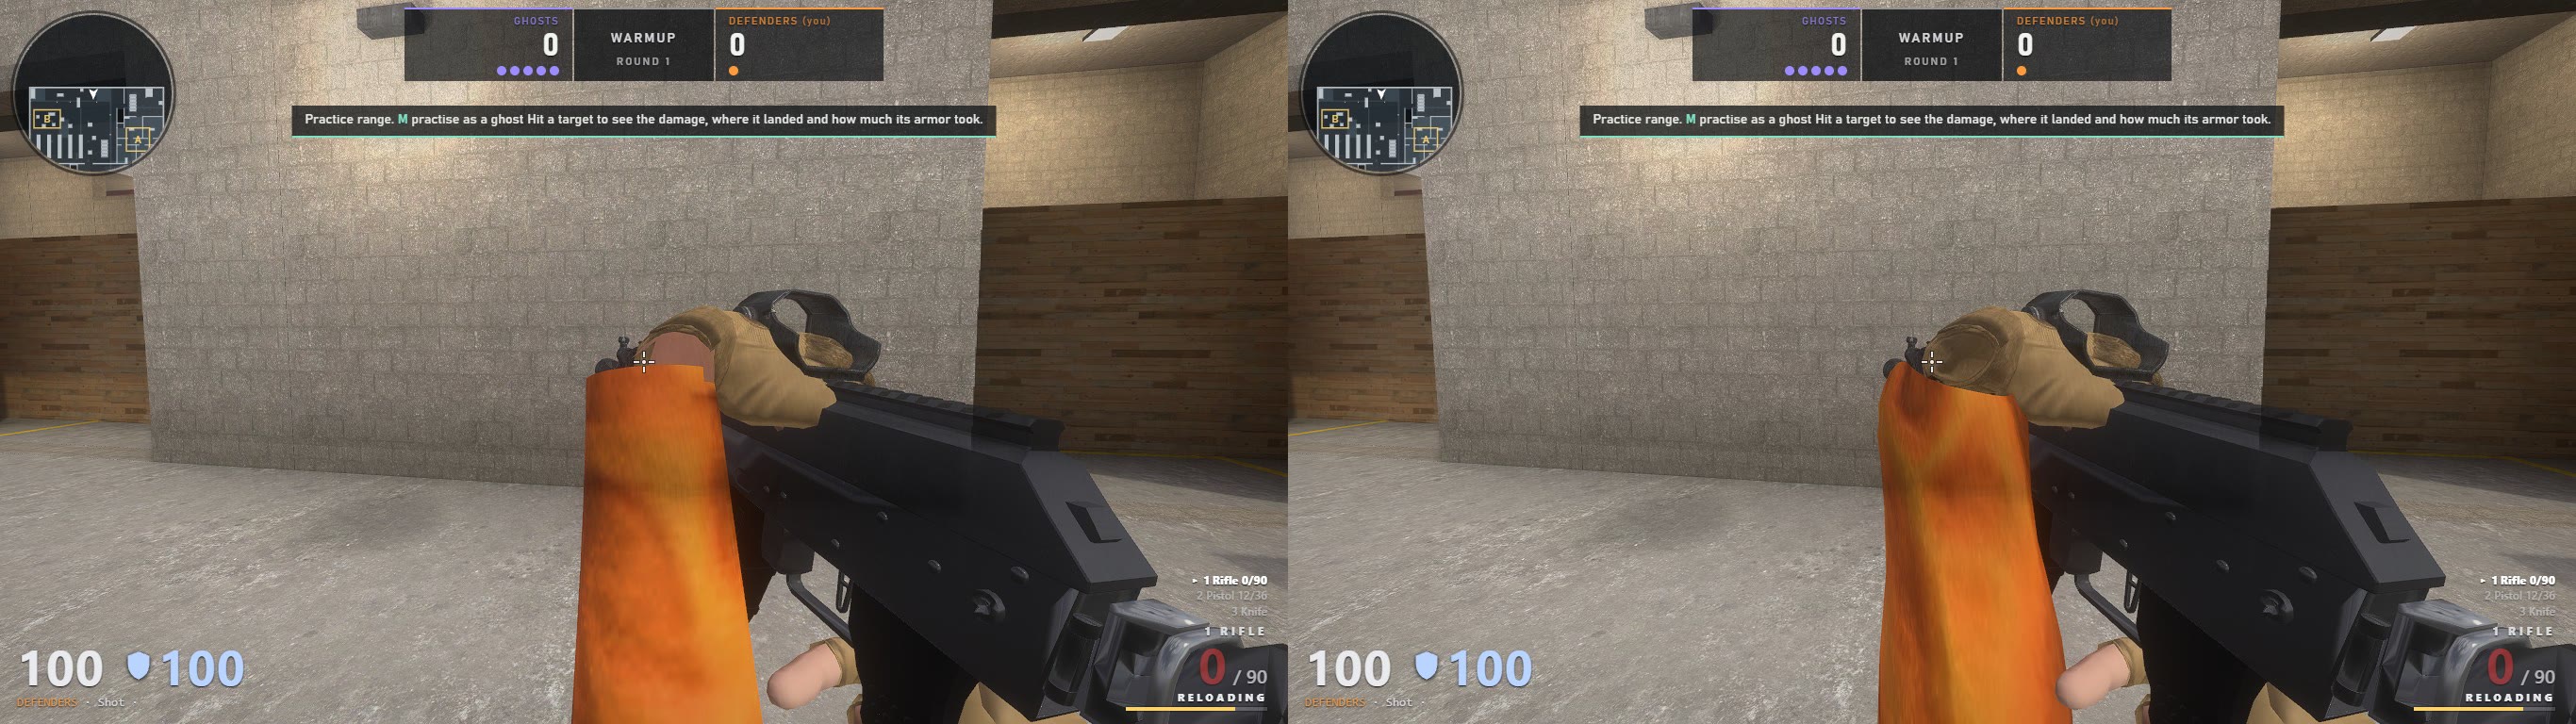 GHOSTS
0
WARMUP
ROUND 1
DEFENDERS (you)
0
Practice range. M practise as a ghost Hit a target to see the damage, where it landed and how much its armor took.
B
A
▸ 1 Rifle 0/90
2 Pistol 12/36
3 Knife
1 RIFLE
0 / 90
RELOADING
100 100
DEFENDERS · Shot ·
GHOSTS
0
WARMUP
ROUND 1
DEFENDERS (you)
0
Practice range. M practise as a ghost Hit a target to see the damage, where it landed and how much its armor took.
B
A
▸ 1 Rifle 0/90
2 Pistol 12/36
3 Knife
1 RIFLE
0 / 90
RELOADING
100 100
DEFENDERS · Shot ·